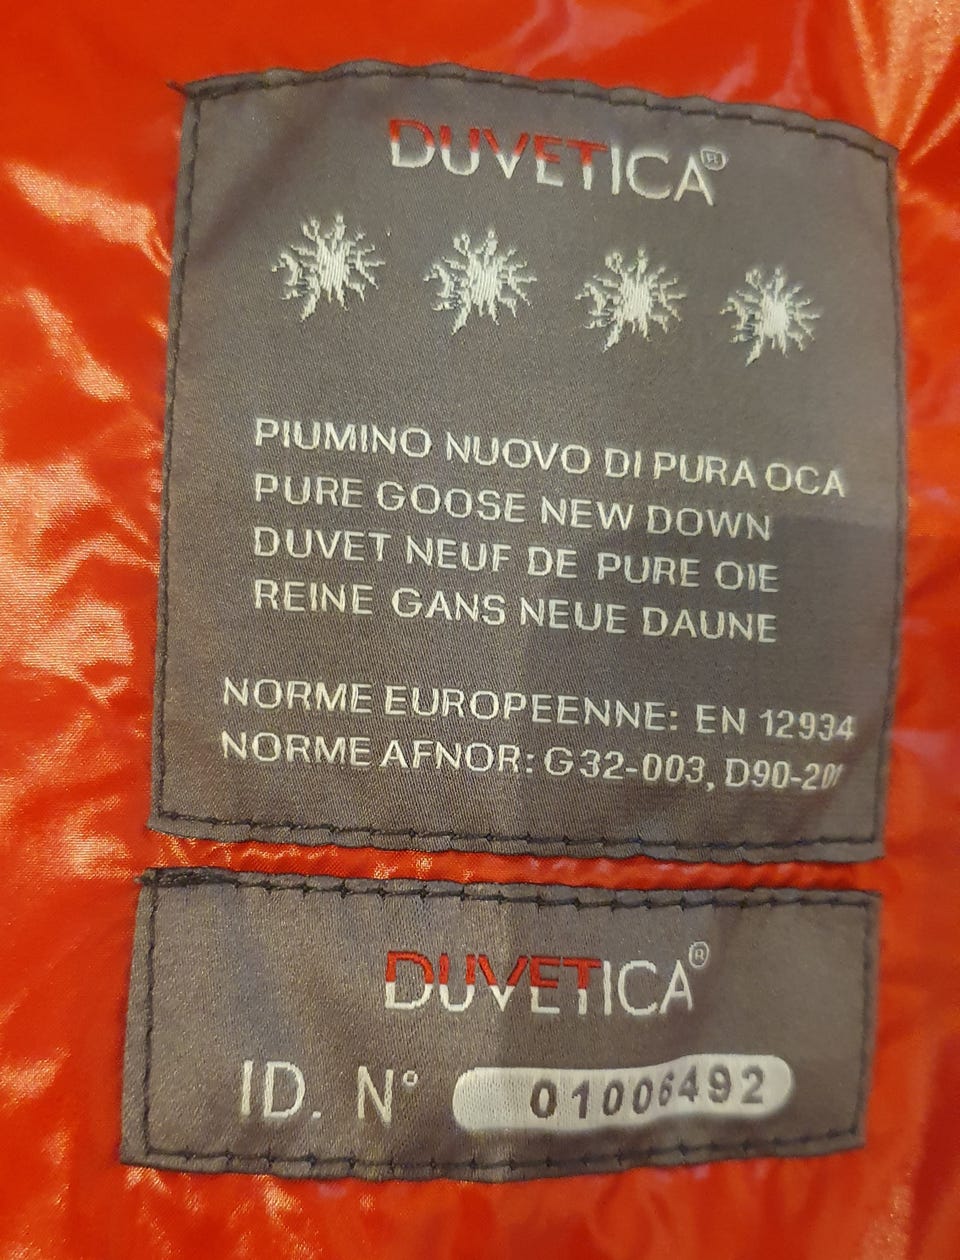 DUVETICA®
PIUMINO NUOVO DI PURA OCA
PURE GOOSE NEW DOWN
DUVET NEUF DE PURE OIE
REINE GANS NEUE DAUNE
NORME EUROPEENNE: EN 12934
NORME AFNOR: G32-003,
DUVETICA®
ID. N° 01006492